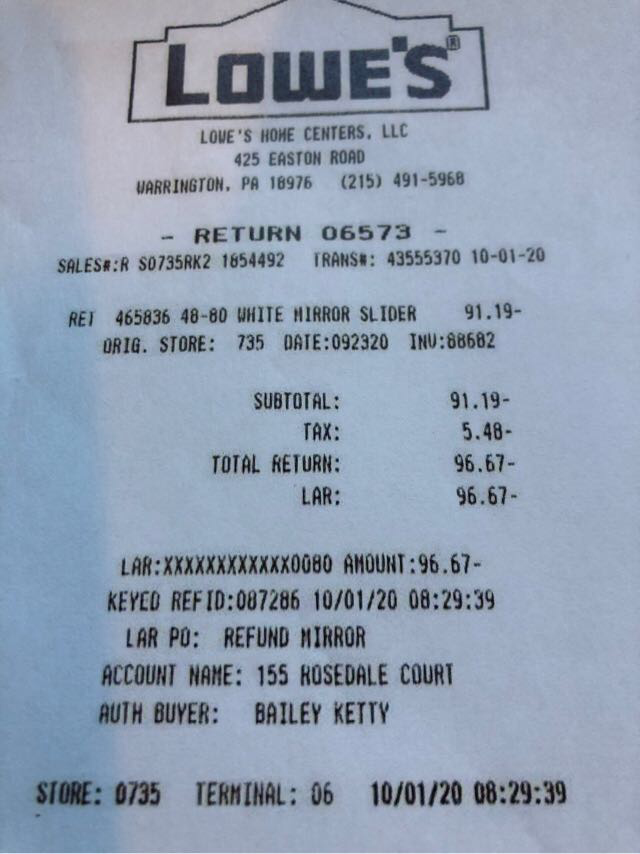 LOWE'S®
LOWE'S HOME CENTERS, LLC
425 EASTON ROAD
WARRINGTON, PA 18976 (215) 491-5968
- RETURN 06573 -
SALES#:R S0735RK2 1854492 TRANS#: 43555370 10-01-20
RET 465836 48-80 WHITE MIRROR SLIDER 91.19-
ORIG. STORE: 735 DATE:092320 INV:88682
SUBTOTAL: 91.19-
TAX: 5.48-
TOTAL RETURN: 96.67-
LAR: 96.67-
LAR:XXXXXXXXXXXX0080 AMOUNT:96.67-
KEYED REFID:087286 10/01/20 08:29:39
LAR PO: REFUND MIRROR
ACCOUNT NAME: 155 ROSEDALE COURT
AUTH BUYER: BAILEY KETTY
STORE: 0735 TERMINAL: 06 10/01/20 08:29:39